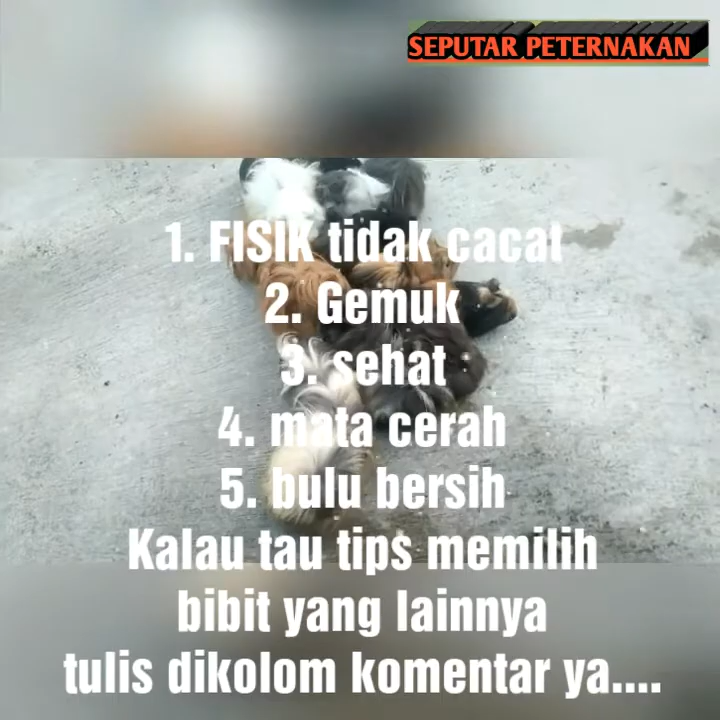 SEPUTAR PETERNAKAN
1. FISIK tidak cacat
2. Gemuk
3. sehat
4. mata cerah
5. bulu bersih
Kalau tau tips memilih
bibit yang lainnya
tulis dikolom komentar ya....